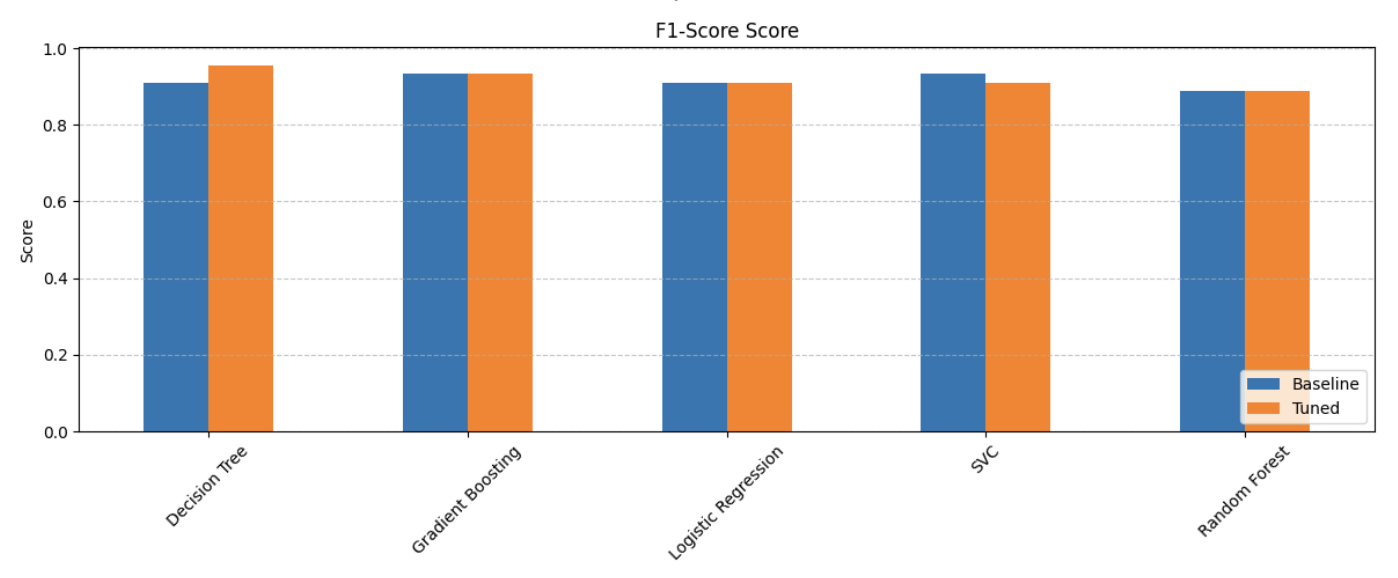 F1-Score Score
1.0
0.8
0.6
0.4
0.2
0.0
Score
Baseline
Tuned
Decision Tree
Gradient Boosting
Logistic Regression
SVC
Random Forest